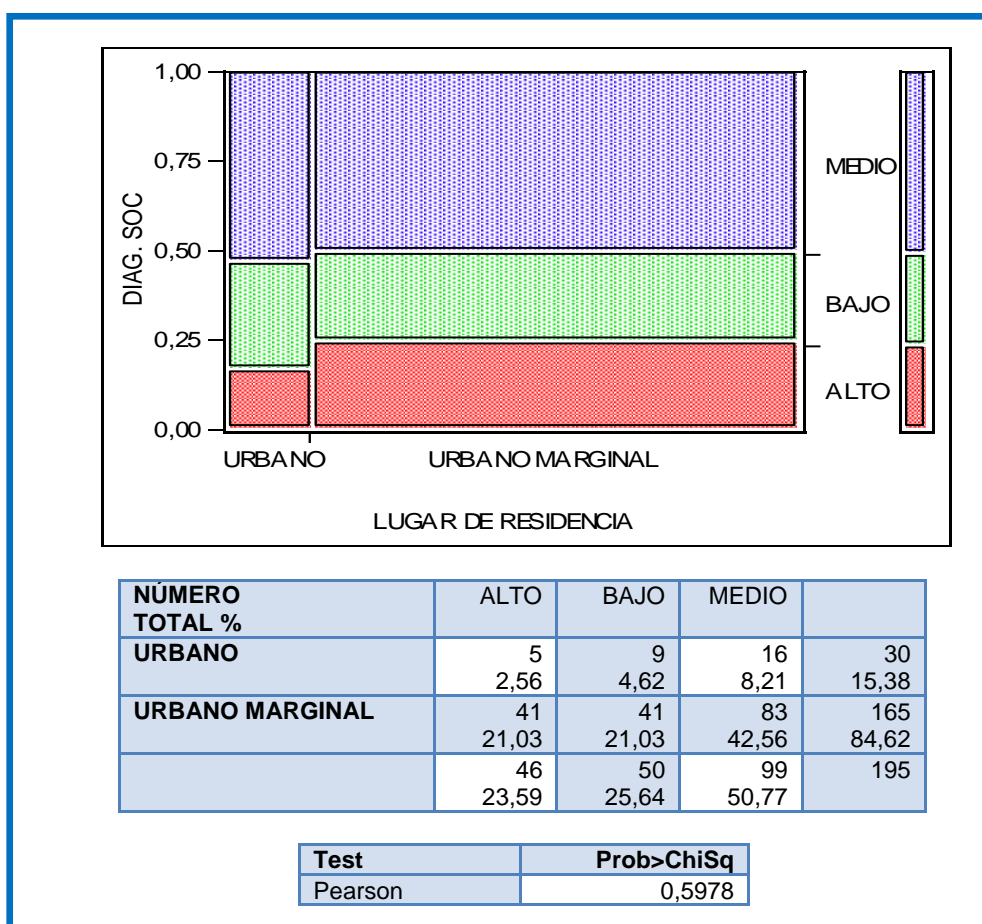 1,00
0,75
0,50
0,25
0,00
DIAG. SOC
MEDIO
BAJO
ALTO
URBANO URBANO MARGINAL
LUGAR DE RESIDENCIA
NÚMERO ALTO BAJO MEDIO
TOTAL %
URBANO 5 9 16 30
2,56 4,62 8,21 15,38
URBANO MARGINAL 41 41 83 165
21,03 21,03 42,56 84,62
46 50 99 195
23,59 25,64 50,77
Test Prob>ChiSq
Pearson 0,5978